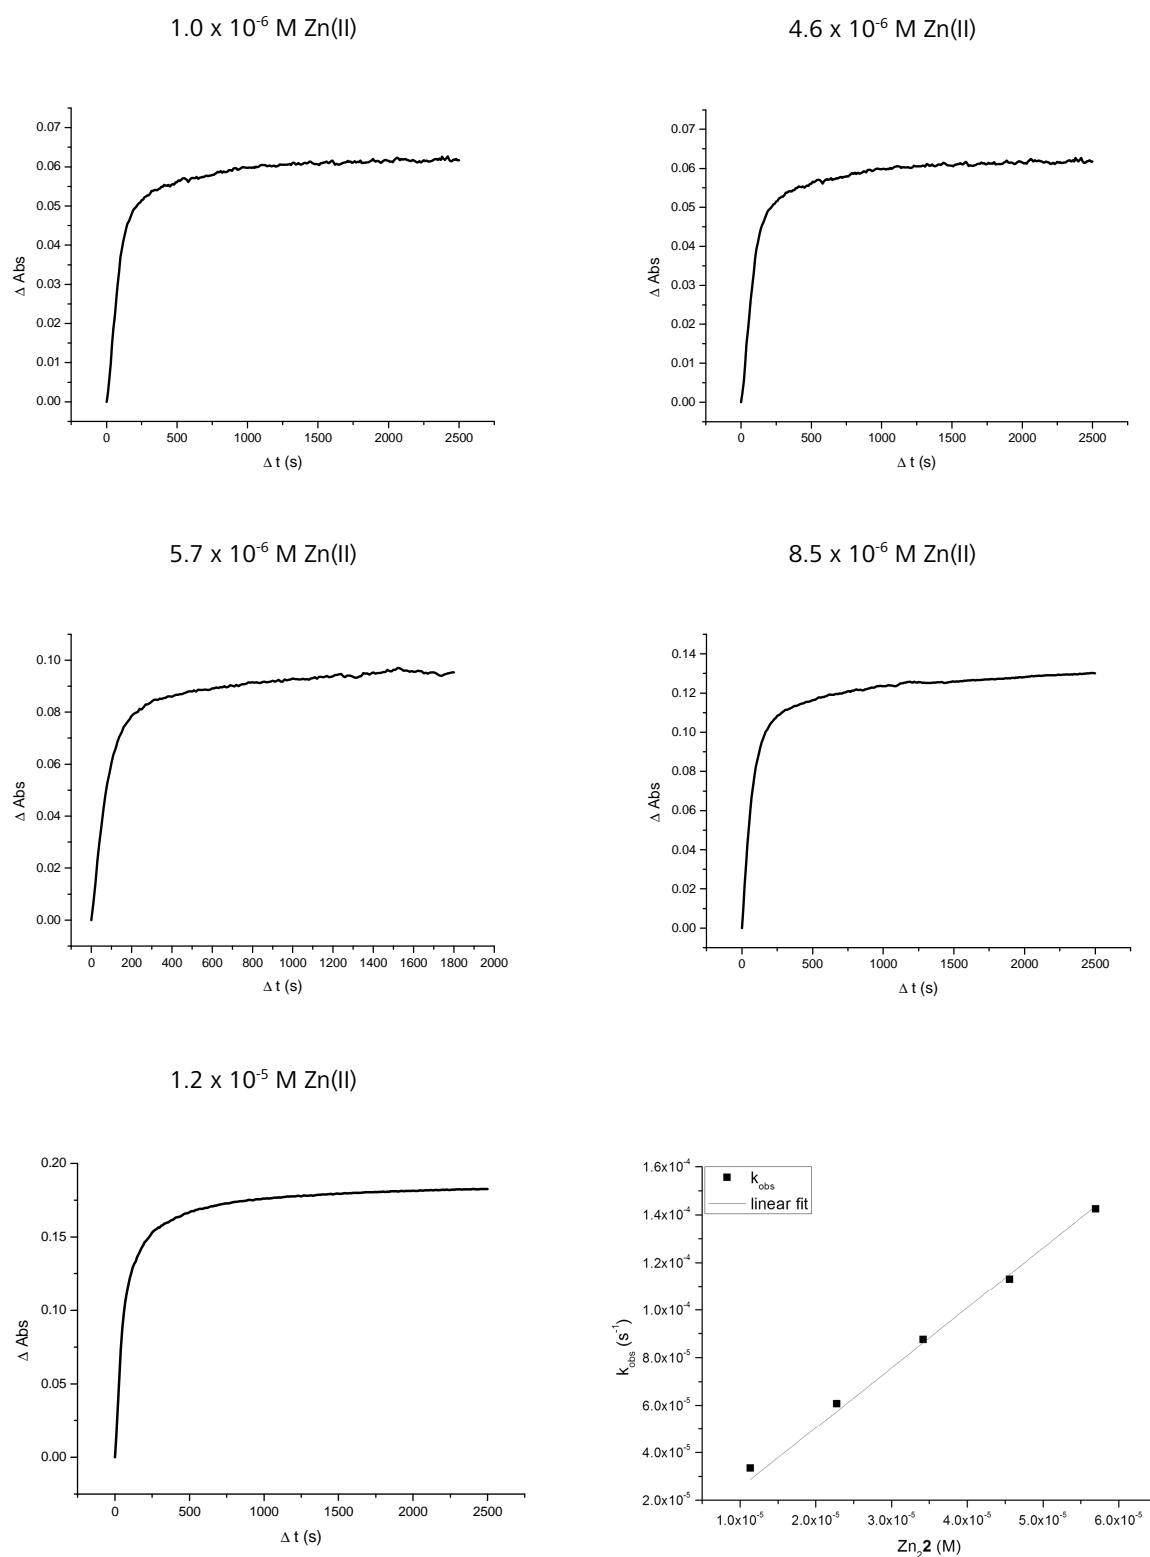 1.0 x 10⁻⁶ M Zn(II)
0.07
0.06
0.05
0.04
0.03
0.02
0.01
0.00
Δ Abs
0 500 1000 1500 2000 2500
Δ t (s)
4.6 x 10⁻⁶ M Zn(II)
0.07
0.06
0.05
0.04
0.03
0.02
0.01
0.00
Δ Abs
0 500 1000 1500 2000 2500
Δ t (s)
5.7 x 10⁻⁶ M Zn(II)
0.10
0.08
0.06
0.04
0.02
0.00
Δ Abs
0 200 400 600 800 1000 1200 1400 1600 1800 2000
Δ t (s)
8.5 x 10⁻⁶ M Zn(II)
0.14
0.12
0.10
0.08
0.06
0.04
0.02
0.00
Δ Abs
0 500 1000 1500 2000 2500
Δ t (s)
1.2 x 10⁻⁵ M Zn(II)
0.20
0.15
0.10
0.05
0.00
Δ Abs
0 500 1000 1500 2000 2500
Δ t (s)
k_obs
linear fit
1.6x10⁻⁴
1.4x10⁻⁴
1.2x10⁻⁴
1.0x10⁻⁴
8.0x10⁻⁵
6.0x10⁻⁵
4.0x10⁻⁵
2.0x10⁻⁵
k_obs (s⁻¹)
1.0x10⁻⁵ 2.0x10⁻⁵ 3.0x10⁻⁵ 4.0x10⁻⁵ 5.0x10⁻⁵ 6.0x10⁻⁵
Zn₂2 (M)